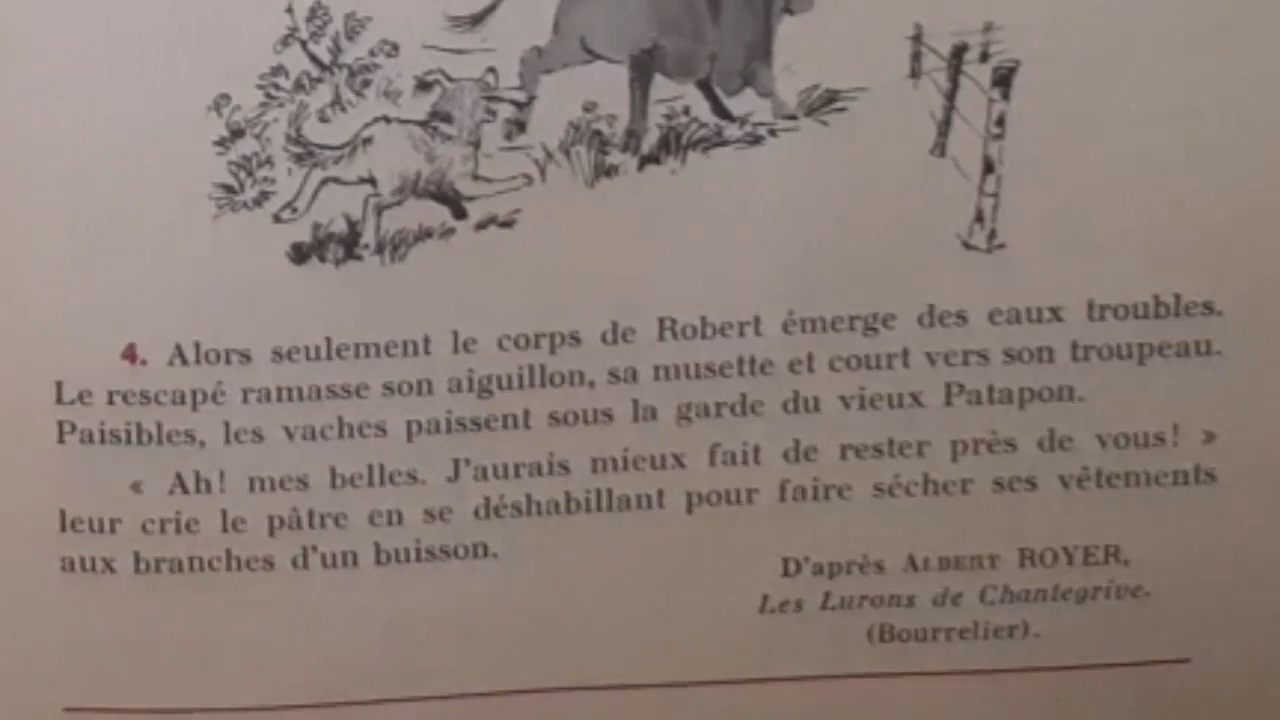 4. Alors seulement le corps de Robert émerge des eaux troubles.
Le rescapé ramasse son aiguillon, sa musette et court vers son troupeau.
Paisibles, les vaches paissent sous la garde du vieux Patapon.
« Ah! mes belles. J'aurais mieux fait de rester près de vous! »
leur crie le pâtre en se déshabillant pour faire sécher ses vêtements
aux branches d'un buisson.
D'après ALBERT ROYER,
Les Lurons de Chantegrive.
(Bourrelier).